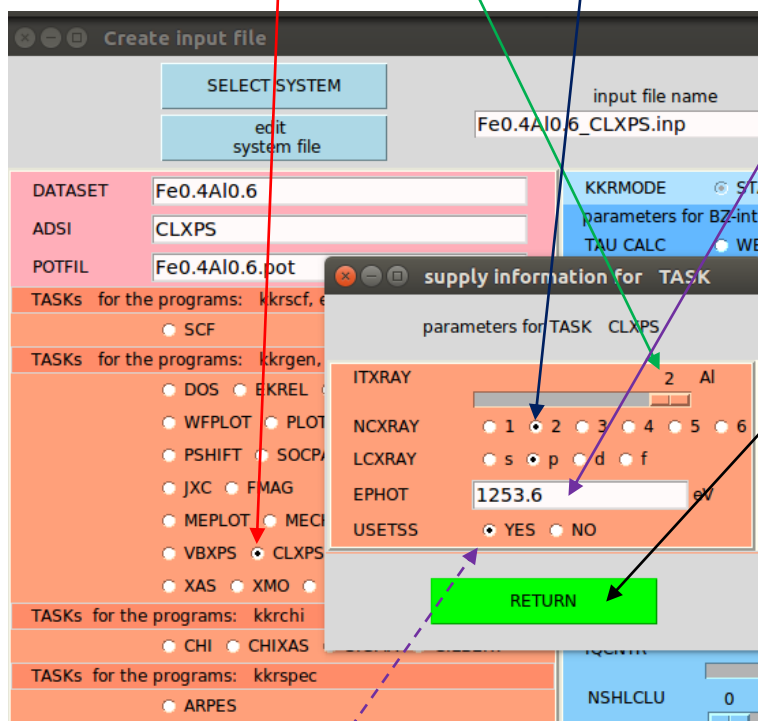 Create input file
SELECT SYSTEM
edit
system file
input file name
Fe0.4Al0.6_CLXPS.inp
DATASET Fe0.4Al0.6
ADSI CLXPS
POTFIL Fe0.4Al0.6.pot
TASKs for the programs: kkrscf, e
SCF
TASKs for the programs: kkrgen,
DOS EKREL
WFPLOT PLOT
PSHIFT SOCPA
JXC FMAG
MEPLOT MECH
VBXPS CLXPS
XAS XMO
TASKs for the programs: kkrchi
CHI CHIXAS
TASKs for the programs: kkrspec
ARPES
KKRMODE STA
parameters for BZ-int
TAU CALC WE
supply information for TASK
parameters for TASK CLXPS
ITXRAY 2 Al
NCXRAY 1 2 3 4 5 6
LCXRAY s p d f
EPHOT 1253.6 eV
USETSS YES NO
RETURN
NSHLCLU 0